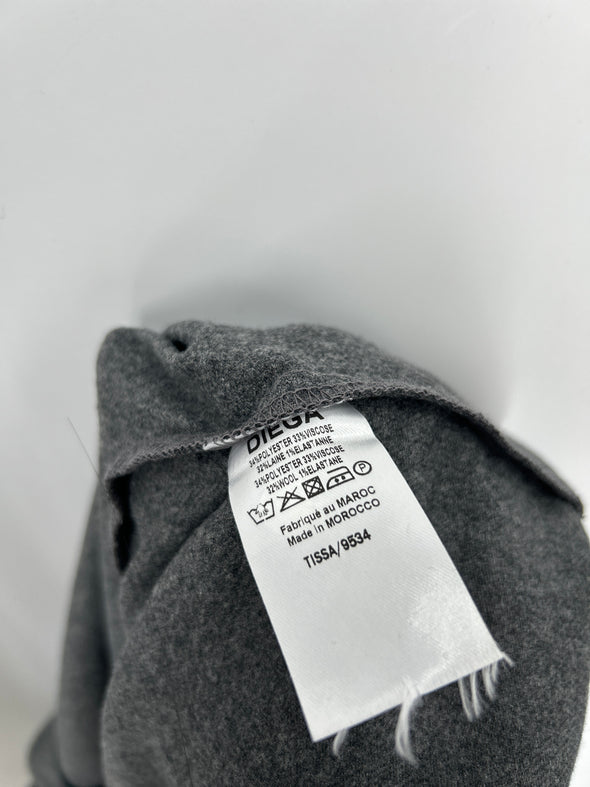 DIEGA
34%POLYESTER 33%VISCOSE
32%LAINE 1%ELASTANNE
34%POLYESTER 33%VISCOSE
32%WOOL 1%ELASTANE
P
Fabriqué au MAROC
Made in MOROCCO
TISSA/9534